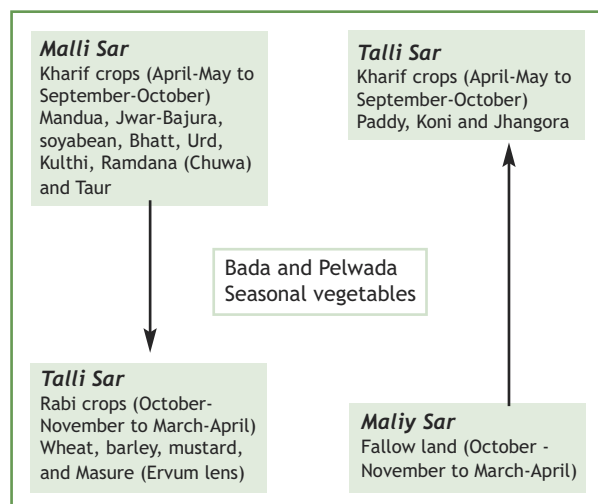 Malli Sar
Kharif crops (April-May to
September-October)
Mandua, Jwar-Bajura,
soyabean, Bhatt, Urd,
Kulthi, Ramdana (Chuwa)
and Taur
Talli Sar
Kharif crops (April-May to
September-October)
Paddy, Koni and Jhangora
Bada and Pelwada
Seasonal vegetables
Talli Sar
Rabi crops (October-
November to March-April)
Wheat, barley, mustard,
and Masure (Ervum lens)
Maliy Sar
Fallow land (October -
November to March-April)